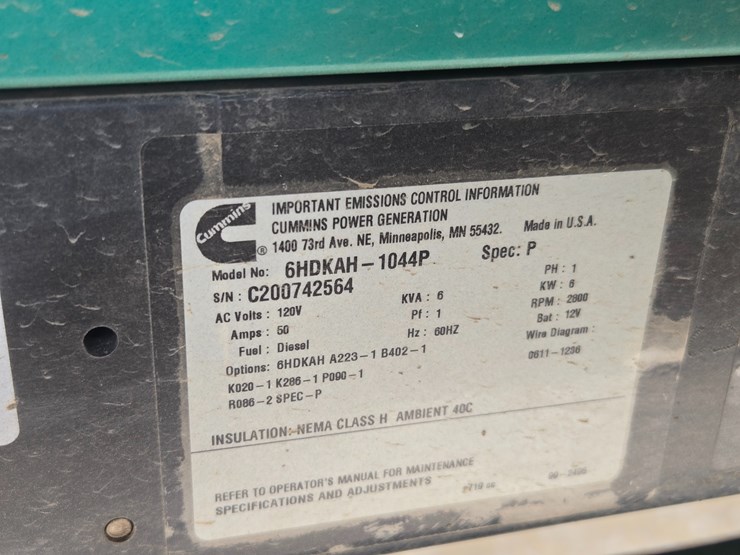 Cummins
®
IMPORTANT EMISSIONS CONTROL INFORMATION
CUMMINS POWER GENERATION
1400 73rd Ave. NE, Minneapolis, MN 55432. Made in U.S.A.
Model No: 6HDKAH-1044P Spec: P
S/N : C200742564 PH : 1
AC Volts : 120V KVA : 6 KW : 6
Amps : 50 Pf : 1 RPM : 2800
Fuel : Diesel Hz : 60HZ Bat : 12V
Options: 6HDKAH A223-1 B402-1 Wire Diagram :
K020-1 K286-1 P090-1 0611-1236
R086-2 SPEC-P
INSULATION:-NEMA CLASS H AMBIENT 40C
REFER TO OPERATOR'S MANUAL FOR MAINTENANCE
SPECIFICATIONS AND ADJUSTMENTS